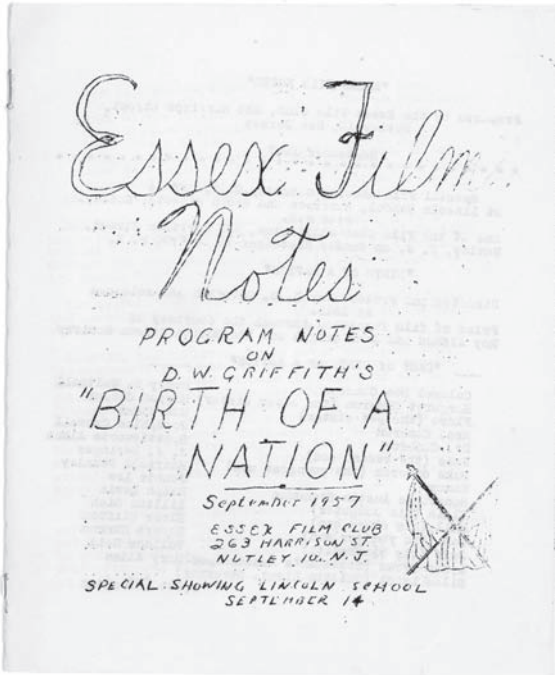 Essex Film
Notes
PROGRAM NOTES
ON
D.W. GRIFFITH'S
"BIRTH OF A
NATION"
September 1957
ESSEX FILM CLUB
263 HARRISON ST.
NUTLEY 10. N.J.
SPECIAL SHOWING LINCOLN SCHOOL
SEPTEMBER 14